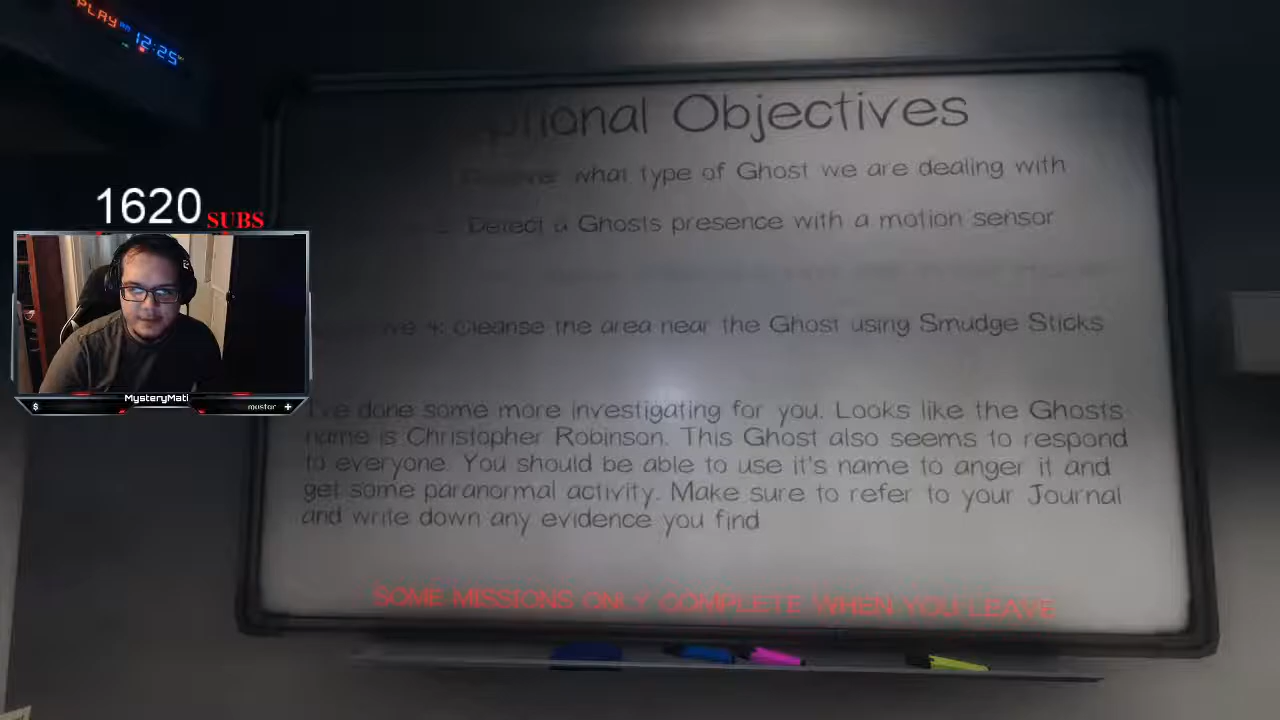 PLAY
12:25
Optional Objectives
what type of Ghost we are dealing with
Detect a Ghosts presence with a motion sensor
4: Cleanse the area near the Ghost using Smudge Sticks
1620 SUBS
MysteryMati
$
mostar +
I've done some more investigating for you. Looks like the Ghosts
name is Christopher Robinson. This Ghost also seems to respond
to everyone. You should be able to use it's name to anger it and
get some paranormal activity. Make sure to refer to your Journal
and write down any evidence you find
SOME MISSIONS ONLY COMPLETE WHEN YOU LEAVE